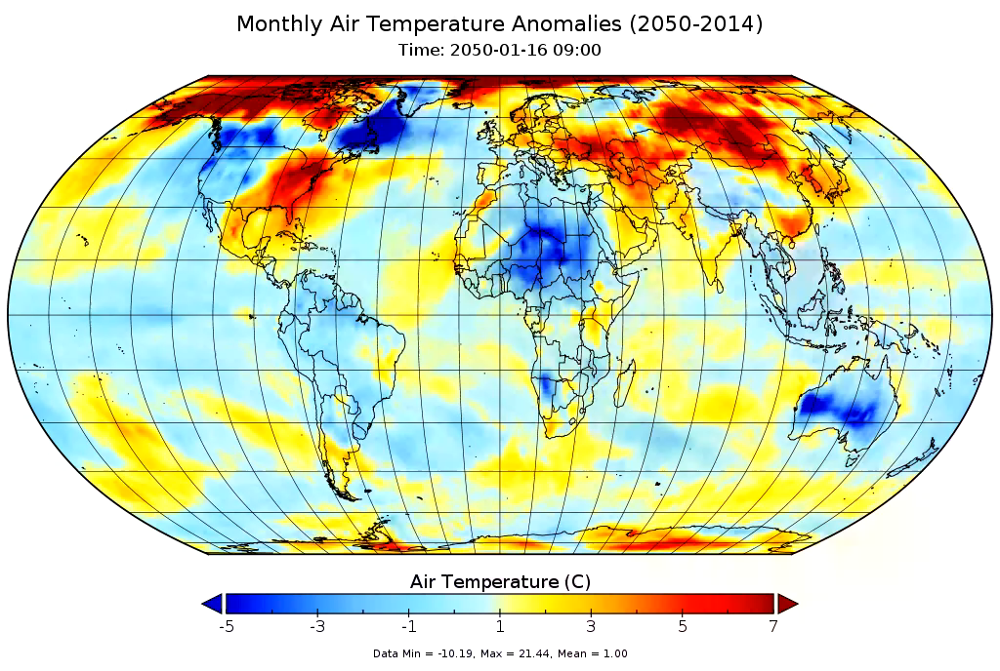 Monthly Air Temperature Anomalies (2050-2014)
Time: 2050-01-16 09:00
Air Temperature (C)
-5 -3 -1 1 3 5 7
Data Min = -10.19, Max = 21.44, Mean = 1.00